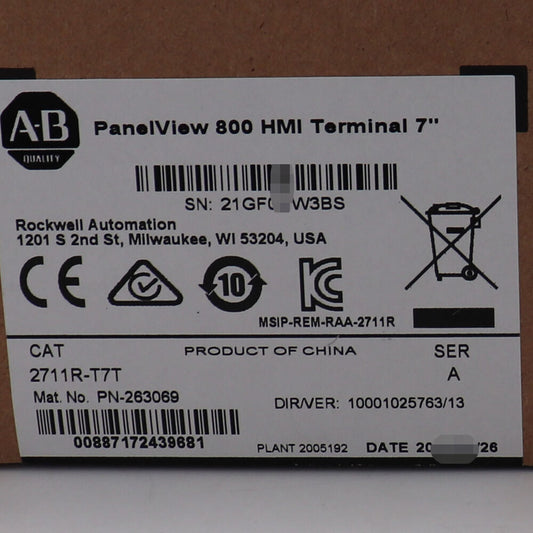 A-B
QUALITY
PanelView 800 HMI Terminal 7"
SN: 21GF W3BS
Rockwell Automation
1201 S 2nd St, Milwaukee, WI 53204, USA
CE
10
KC
MSIP-REM-RAA-2711R
CAT
PRODUCT OF CHINA
SER
2711R-T7T
A
Mat. No. PN-263069
DIR/VER: 10001025763/13
00887172439681
PLANT 2005192
DATE 20 /26